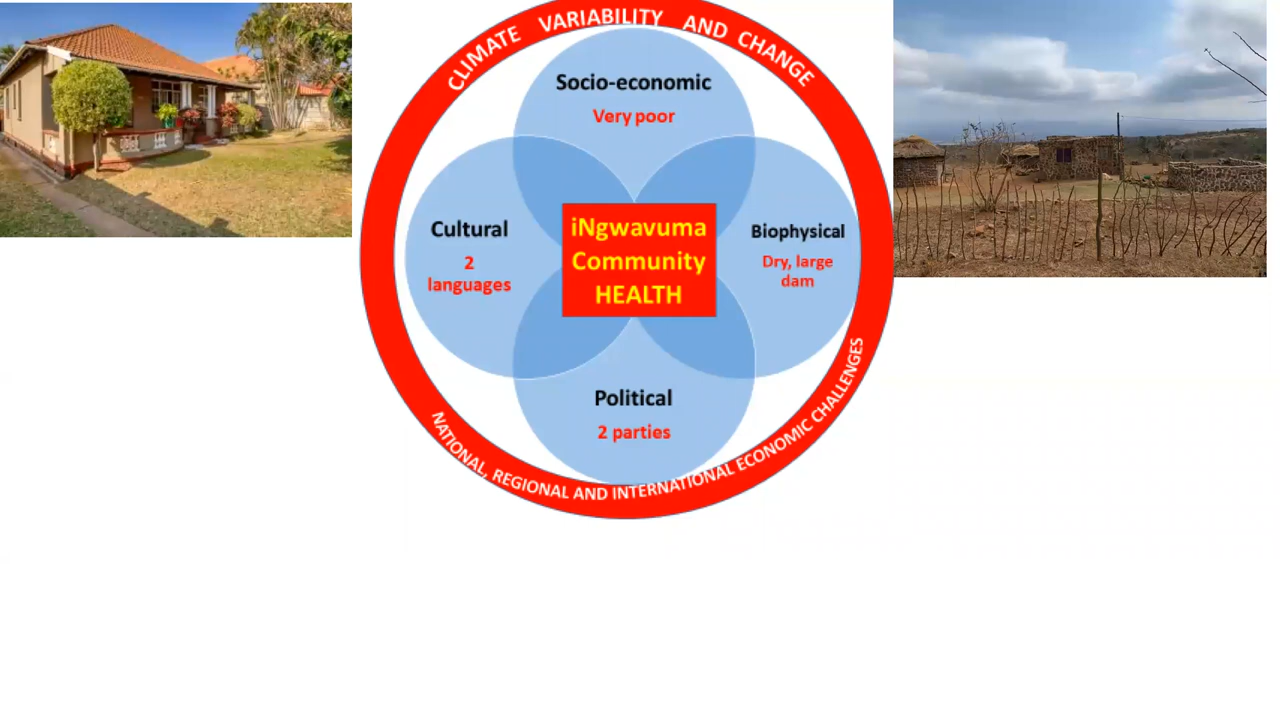 CLIMATE VARIABILITY AND CHANGE
Socio-economic
Very poor
Cultural
2
languages
iNgwavuma
Community
HEALTH
Biophysical
Dry, large
dam
Political
2 parties
NATIONAL, REGIONAL AND INTERNATIONAL ECONOMIC CHALLENGES